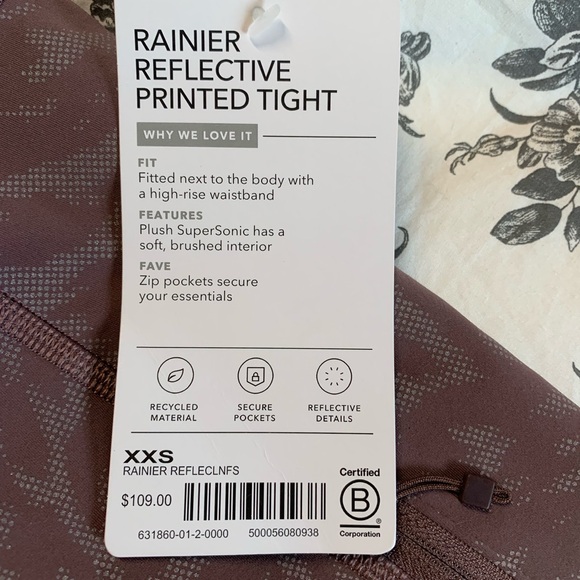 RAINIER
REFLECTIVE
PRINTED TIGHT
WHY WE LOVE IT
FIT
Fitted next to the body with
a high-rise waistband
FEATURES
Plush SuperSonic has a
soft, brushed interior
FAVE
Zip pockets secure
your essentials
RECYCLED
MATERIAL
SECURE
POCKETS
REFLECTIVE
DETAILS
XXS
RAINIER REFLECLNFS
$109.00
631860-01-2-0000 500056080938
Certified
B
®
Corporation